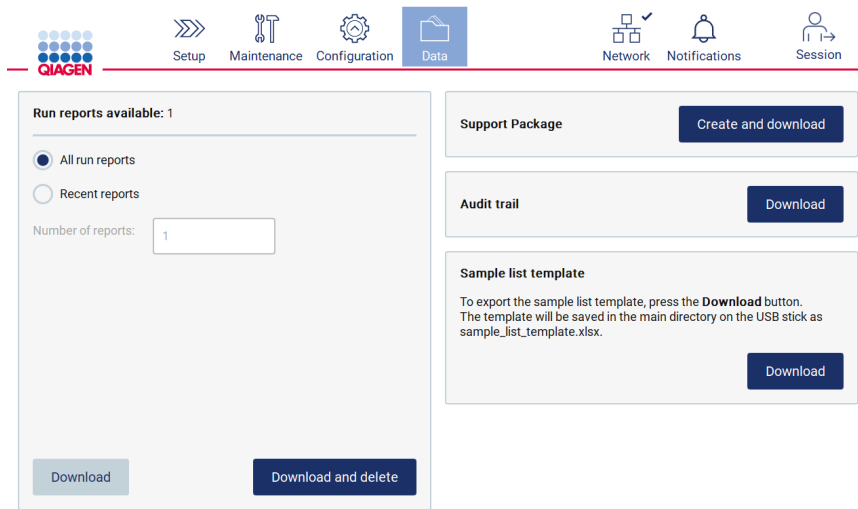 QIAGEN
Setup
Maintenance
Configuration
Data
Network
Notifications
Session
Run reports available: 1
All run reports
Recent reports
Number of reports:
1
Download
Download and delete
Support Package
Create and download
Audit trail
Download
Sample list template
To export the sample list template, press the Download button.
The template will be saved in the main directory on the USB stick as
sample_list_template.xlsx.
Download